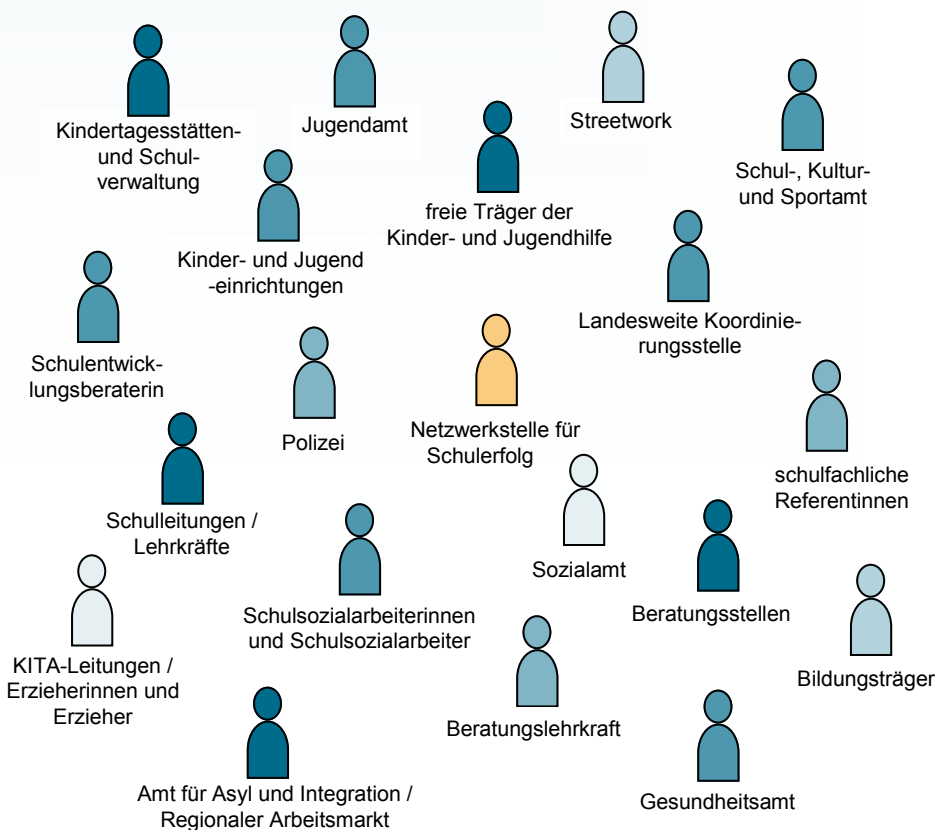 Kindertagesstätten-
und Schul-
verwaltung
Jugendamt
Streetwork
Schul-, Kultur-
und Sportamt
freie Träger der
Kinder- und Jugendhilfe
Kinder- und Jugend
-einrichtungen
Landesweite Koordinie-
rungsstelle
Schulentwick-
lungsberaterin
Polizei
Netzwerkstelle für
Schulerfolg
schulfachliche
Referentinnen
Schulleitungen /
Lehrkräfte
Sozialamt
Schulsozialarbeiterinnen
und Schulsozialarbeiter
Beratungsstellen
KITA-Leitungen /
Erzieherinnen und
Erzieher
Bildungsträger
Beratungslehrkraft
Amt für Asyl und Integration /
Regionaler Arbeitsmarkt
Gesundheitsamt